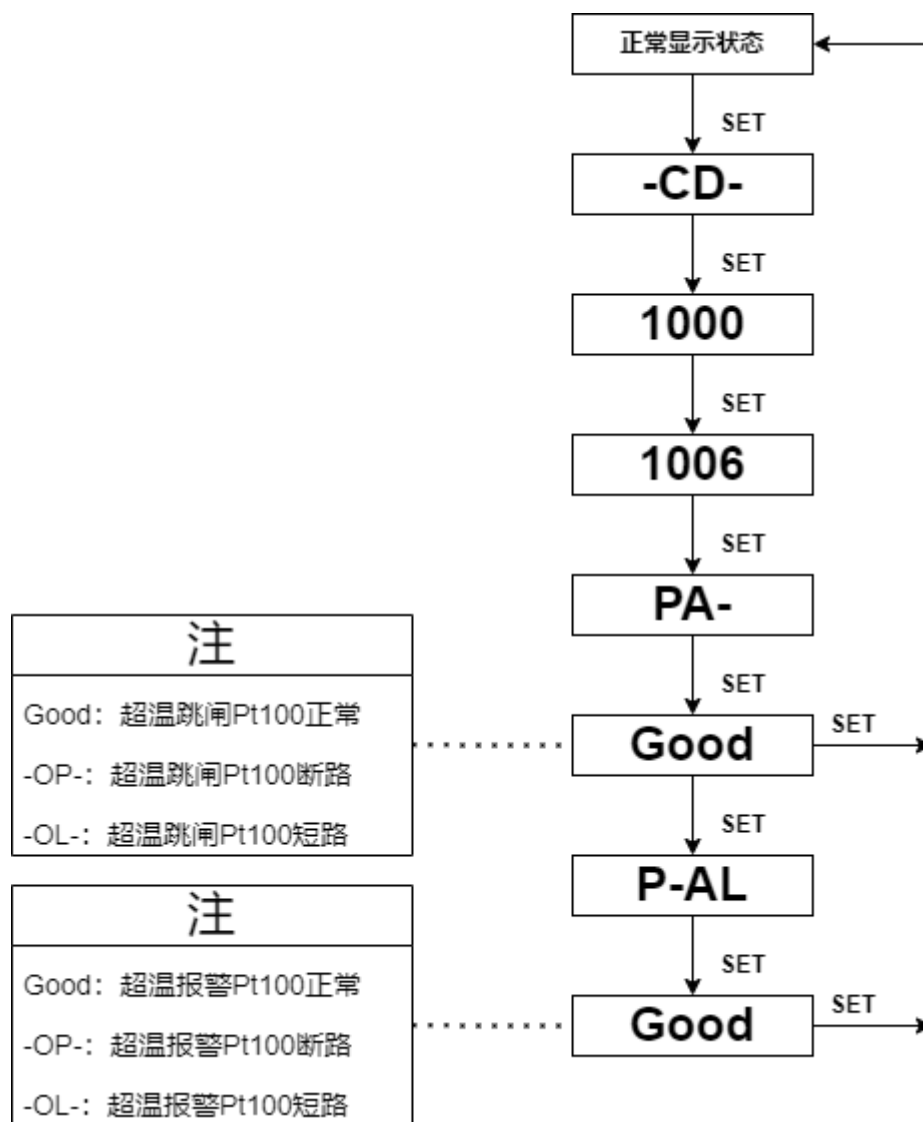 正常显示状态
SET
-CD-
SET
1000
SET
1006
SET
PA-
SET
注
Good：超温跳闸Pt100正常
-OP-：超温跳闸Pt100断路
-OL-：超温跳闸Pt100短路
Good
SET
SET
P-AL
SET
注
Good：超温报警Pt100正常
-OP-：超温报警Pt100断路
-OL-：超温报警Pt100短路
Good
SET